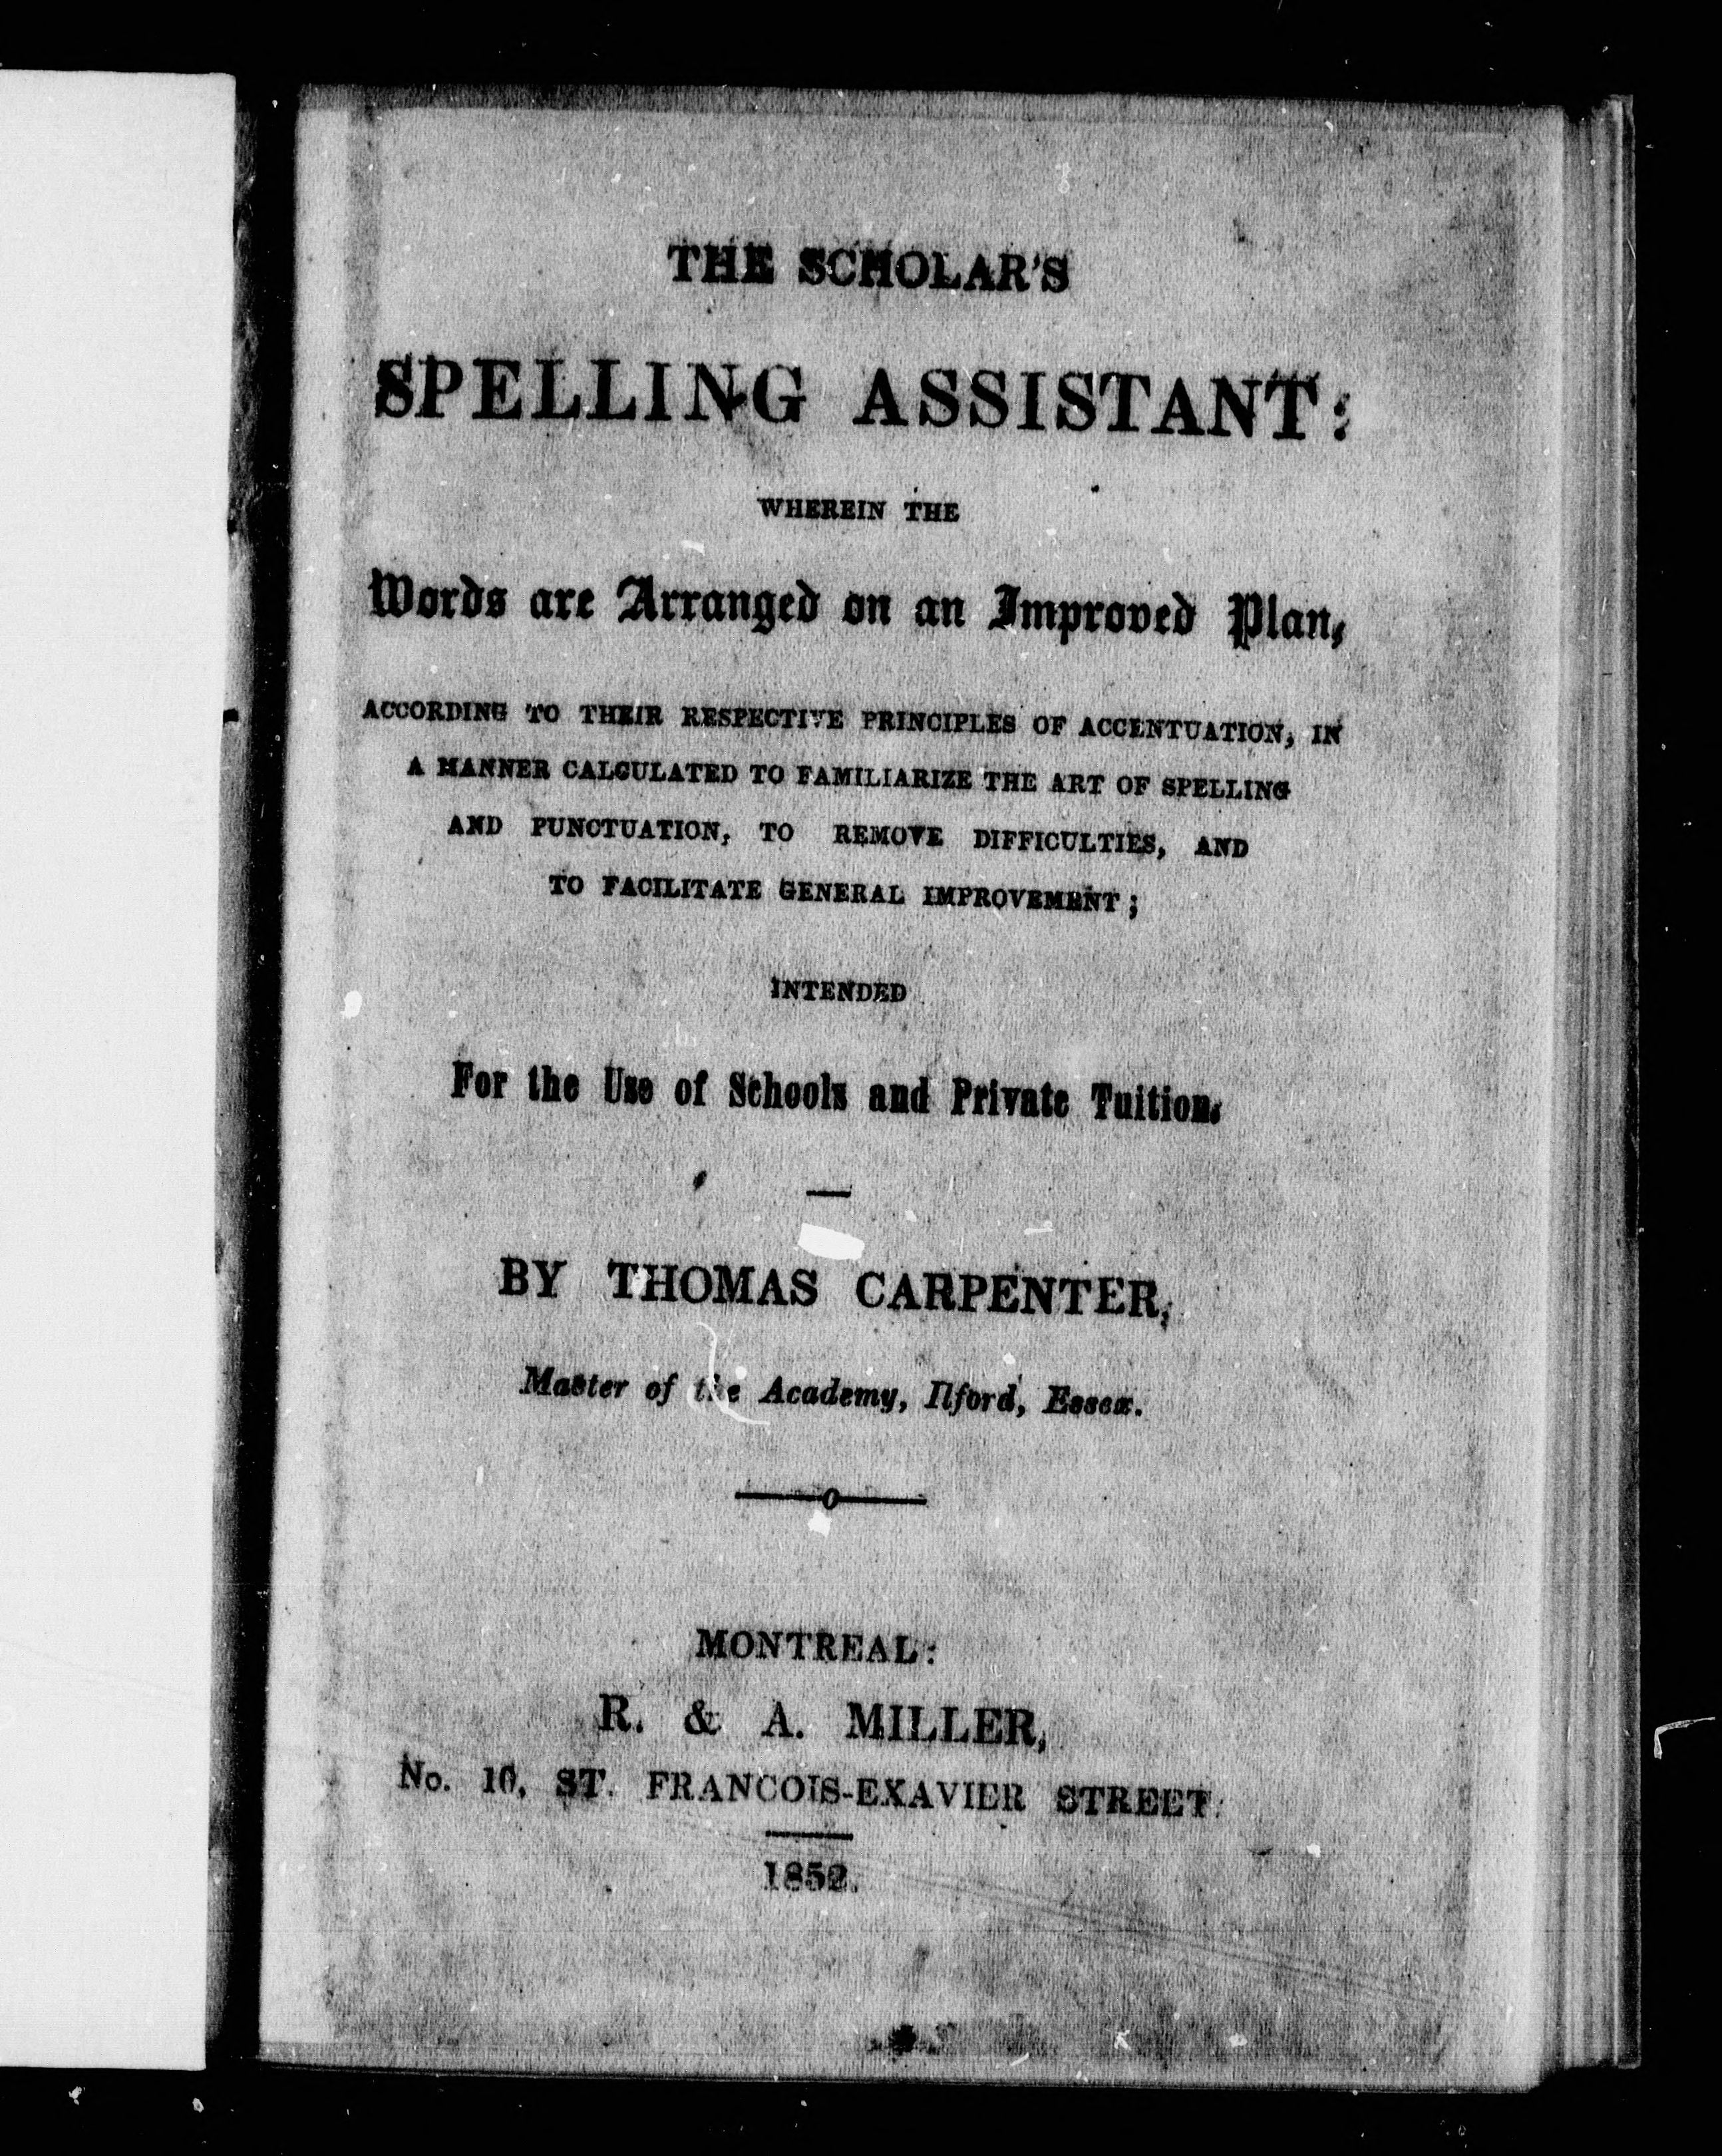 THE SCHOLAR'S
SPELLING ASSISTANT:
WHEREIN THE
Words are Arranged on an Improved Plan,
ACCORDING TO THEIR RESPECTIVE PRINCIPLES OF ACCENTUATION, IN
A MANNER CALCULATED TO FAMILIARIZE THE ART OF SPELLING
AND PUNCTUATION, TO REMOVE DIFFICULTIES, AND
TO FACILITATE GENERAL IMPROVEMENT;
INTENDED
For the Use of Schools and Private Tuition.
BY THOMAS CARPENTER,
Master of the Academy, Ilford, Essex.
MONTREAL:
R. & A. MILLER,
No. 10, ST. FRANCOIS-EXAVIER STREET.
1852.